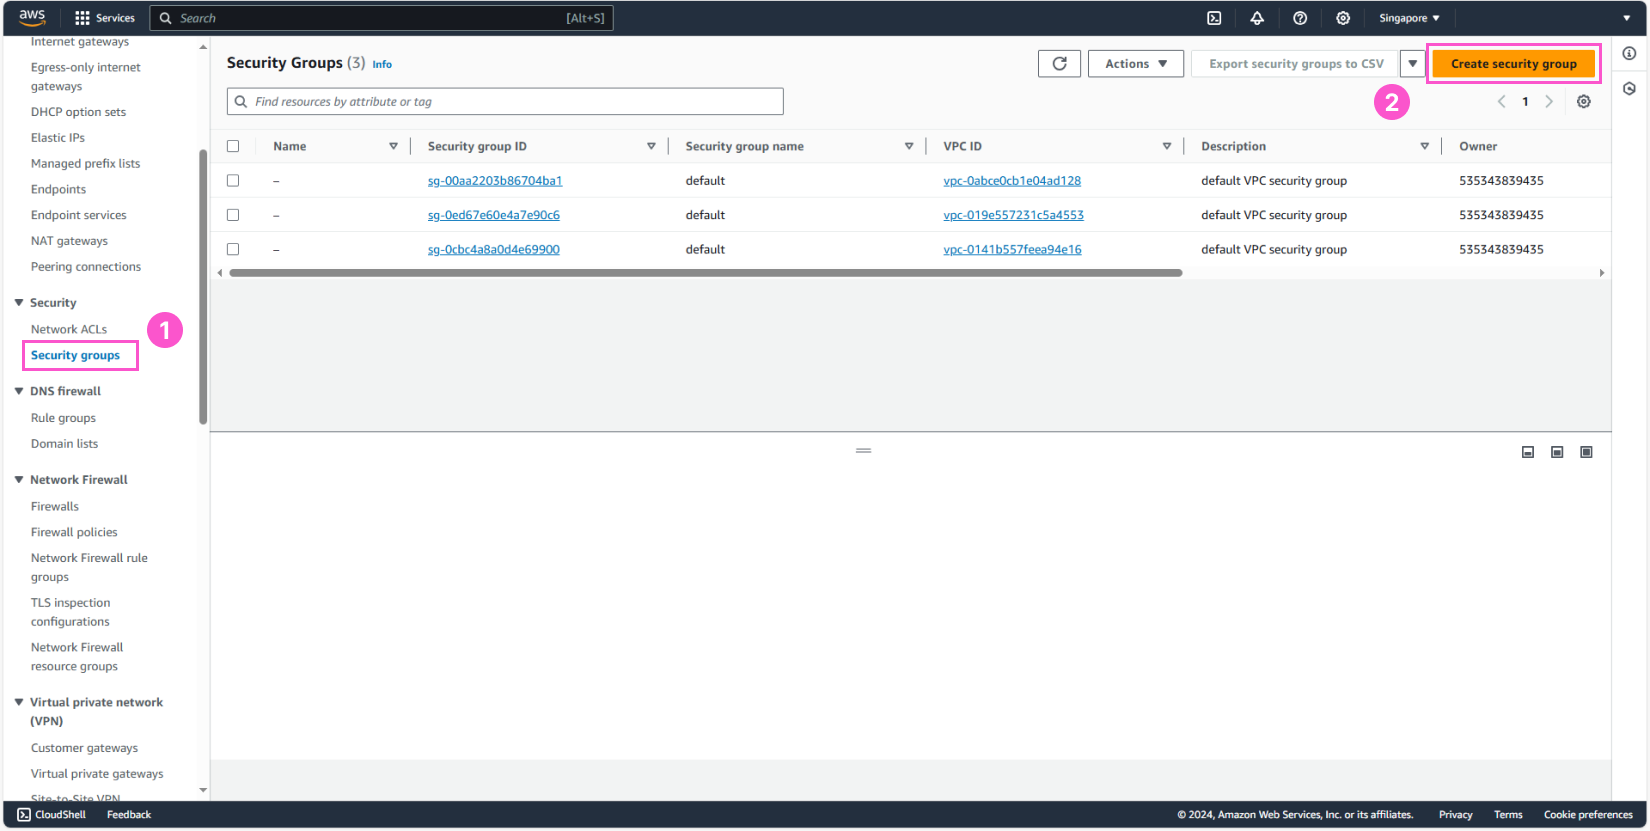 aws
Services
Search
[Alt+S]
Singapore
Internet gateways
Egress-only internet
gateways
DHCP option sets
Elastic IPs
Managed prefix lists
Endpoints
Endpoint services
NAT gateways
Peering connections
Security
Network ACLs
1
Security groups
DNS firewall
Rule groups
Domain lists
Network Firewall
Firewalls
Firewall policies
Network Firewall rule
groups
TLS inspection
configurations
Network Firewall
resource groups
Virtual private network
(VPN)
Customer gateways
Virtual private gateways
Site-to-Site VPN
Security Groups (3) Info
Actions
Export security groups to CSV
Create security group
2
Find resources by attribute or tag
1
Name Security group ID Security group name VPC ID Description Owner
– sg-00aa2203b86704ba1 default vpc-0abce0cb1e04ad128 default VPC security group 535343839435
– sg-0ed67e60e4a7e90c6 default vpc-019e557231c5a4553 default VPC security group 535343839435
– sg-0cbc4a8a0d4e69900 default vpc-0141b557feea94e16 default VPC security group 535343839435
CloudShell Feedback
© 2024, Amazon Web Services, Inc. or its affiliates. Privacy Terms Cookie preferences